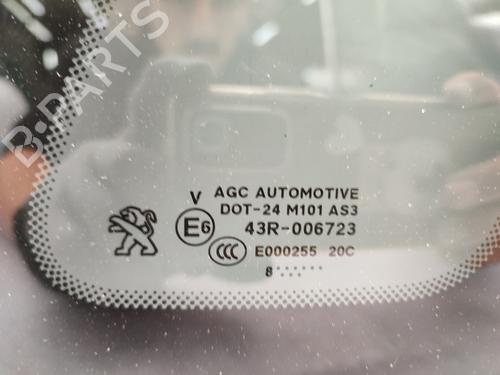 B-PARTS
V AGC AUTOMOTIVE
DOT-24 M101 AS3
E6 43R-006723
CCC E000255 20C
8......